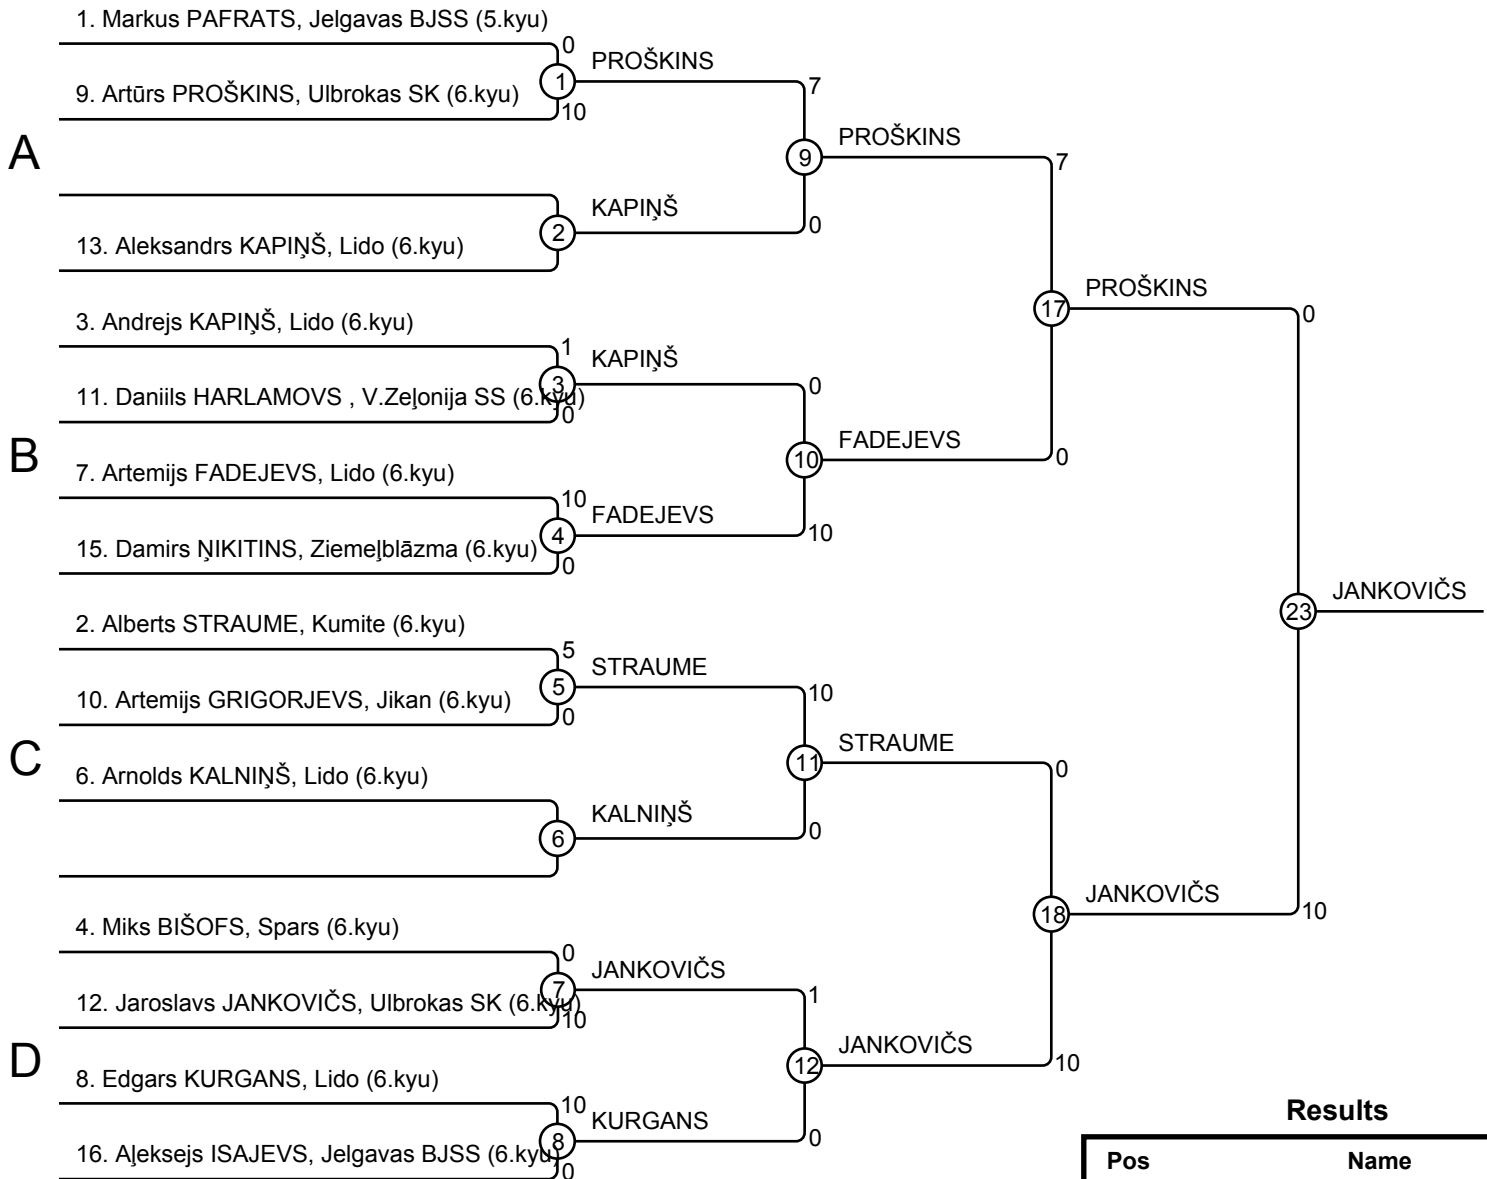 1. Markus PAFRATS, Jelgavas BJSS (5.kyu)
0
PROŠKINS
1
7
9. Artūrs PROŠKINS, Ulbrokas SK (6.kyu)
10
A
PROŠKINS
9
7
KAPIŅŠ
2
0
13. Aleksandrs KAPIŅŠ, Lido (6.kyu)
PROŠKINS
17
0
3. Andrejs KAPIŅŠ, Lido (6.kyu)
1
KAPIŅŠ
3
0
11. Daniils HARLAMOVS , V.Zeļonija SS (6.kyu)
0
B
FADEJEVS
10
0
7. Artemijs FADEJEVS, Lido (6.kyu)
10
FADEJEVS
4
10
15. Damirs ŅIKITINS, Ziemeļblāzma (6.kyu)
0
JANKOVIČS
23
2. Alberts STRAUME, Kumite (6.kyu)
5
STRAUME
5
10
10. Artemijs GRIGORJEVS, Jikan (6.kyu)
0
C
STRAUME
11
0
6. Arnolds KALNIŅŠ, Lido (6.kyu)
KALNIŅŠ
6
0
JANKOVIČS
18
10
4. Miks BIŠOFS, Spars (6.kyu)
0
JANKOVIČS
7
1
12. Jaroslavs JANKOVIČS, Ulbrokas SK (6.kyu)
10
D
JANKOVIČS
12
10
8. Edgars KURGANS, Lido (6.kyu)
10
KURGANS
8
0
16. Aļeksejs ISAJEVS, Jelgavas BJSS (6.kyu)
0
Results
Pos Name